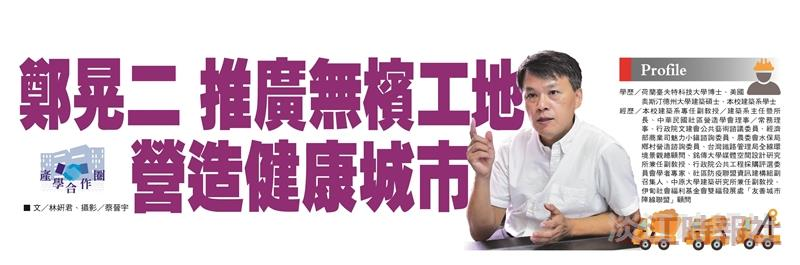 鄭晃二 推廣無檳工地
營造健康城市
產學合作圈
■ 文/林妍君、攝影/蔡晉宇
Profile
學歷/荷蘭臺夫特科技大學博士、美國
奧斯汀德州大學建築碩士、本校建築系學士
經歷/本校建築系專任副教授/建築系主任暨所
長、中華民國社區營造學會理事/常務理
事、行政院文建會公共藝術諮議委員、經濟
部商業司魅力小鎮諮詢委員、農委會水保局
鄉村營造諮詢委員、台灣鐵路管理局全線環
境景觀總顧問、銘傳大學媒體空間設計研究
所兼任副教授、行政院公共工程採購評選委
員會學者專家、社區防疫聯盟資訊建構組副
召集人、中原大學建築研究所兼任副教授、
伊甸社會福利基金會雙福發展處「友善城市
陣線聯盟」顧問
淡江時報社